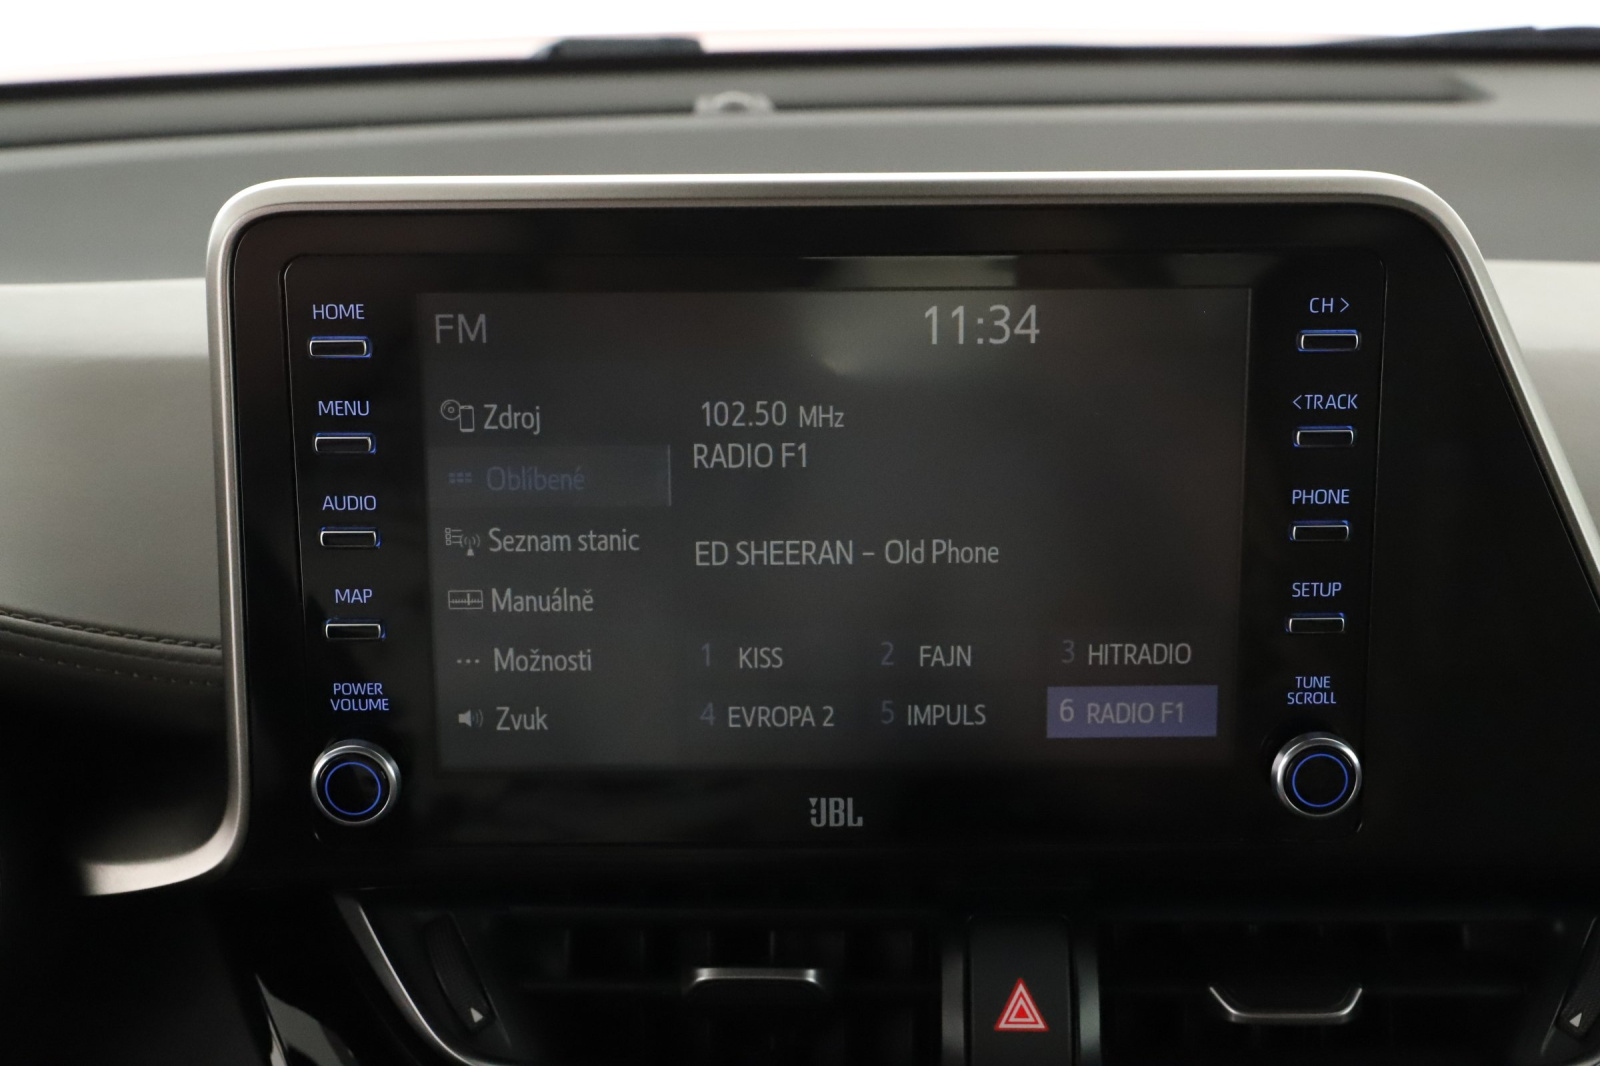 HOME
MENU
AUDIO
MAP
POWER
VOLUME
FM
11:34
Zdroj
Oblíbené
Seznam stanic
Manuálně
Možnosti
Zvuk
102.50 MHz
RADIO F1
ED SHEERAN – Old Phone
1 KISS
2 FAJN
3 HITRADIO
4 EVROPA 2
5 IMPULS
6 RADIO F1
CH >
<TRACK
PHONE
SETUP
TUNE
SCROLL
JBL